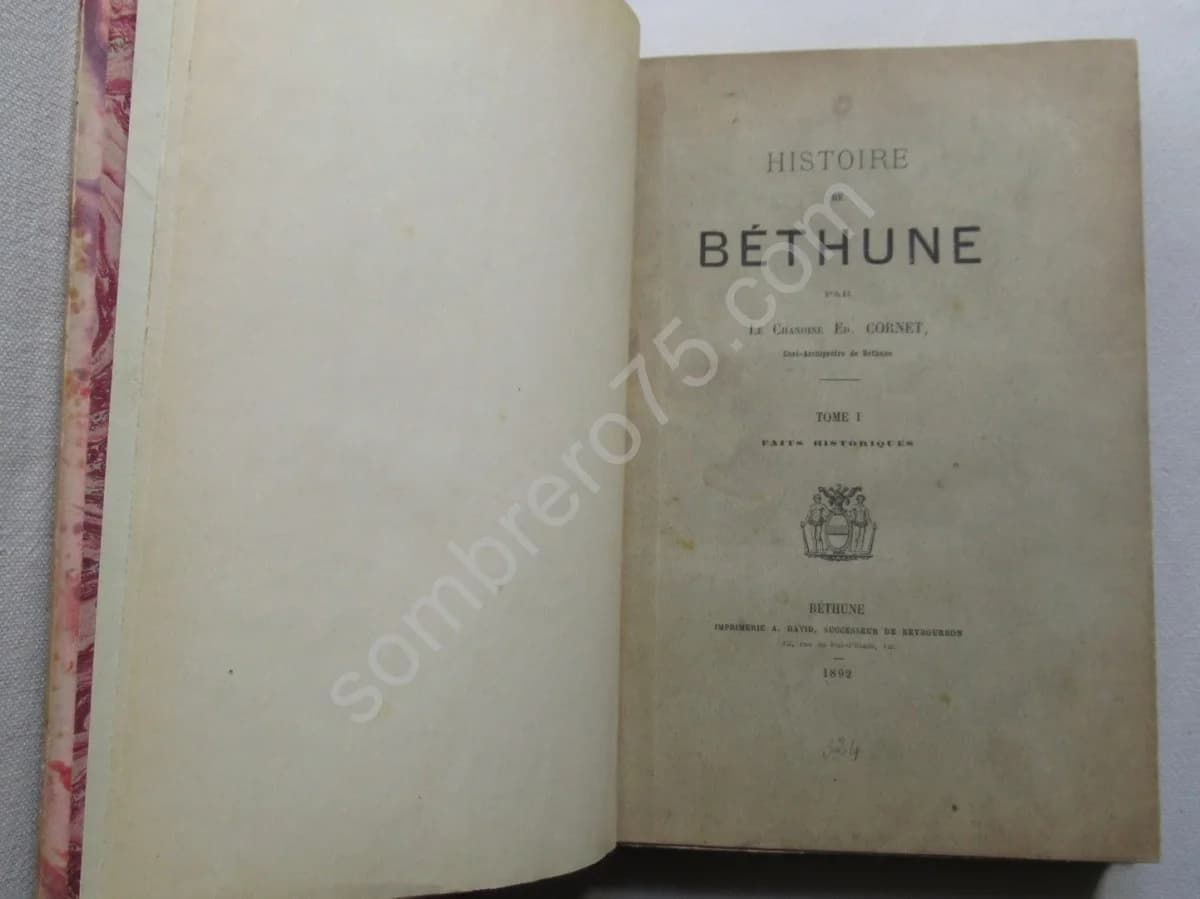 HISTOIRE
DE
BÉTHUNE
PAR
LE CHANOINE ED. CORNET,
Curé-Archiprêtre de Béthune
TOME I
FAITS HISTORIQUES
BÉTHUNE
IMPRIMERIE A. DAVID, SUCCESSEUR DE REYBOURBON
1892
sombrero75.com